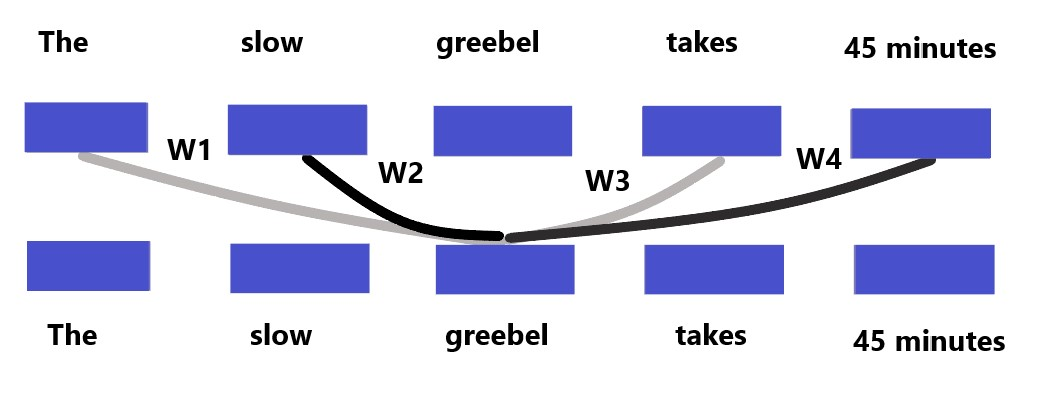 The slow greebel takes 45 minutes
W1 W2 W3 W4
The slow greebel takes 45 minutes